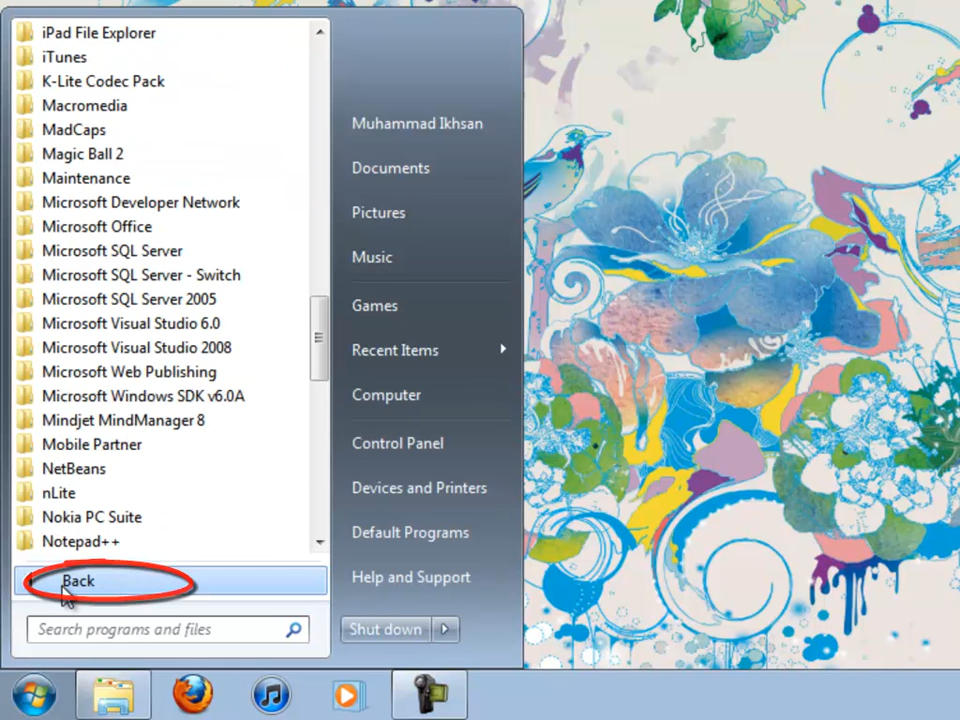 iPad File Explorer
iTunes
K-Lite Codec Pack
Macromedia
MadCaps
Magic Ball 2
Maintenance
Microsoft Developer Network
Microsoft Office
Microsoft SQL Server
Microsoft SQL Server - Switch
Microsoft SQL Server 2005
Microsoft Visual Studio 6.0
Microsoft Visual Studio 2008
Microsoft Web Publishing
Microsoft Windows SDK v6.0A
Mindjet MindManager 8
Mobile Partner
NetBeans
nLite
Nokia PC Suite
Notepad++
Back
Search programs and files
Muhammad Ikhsan
Documents
Pictures
Music
Games
Recent Items
Computer
Control Panel
Devices and Printers
Default Programs
Help and Support
Shut down